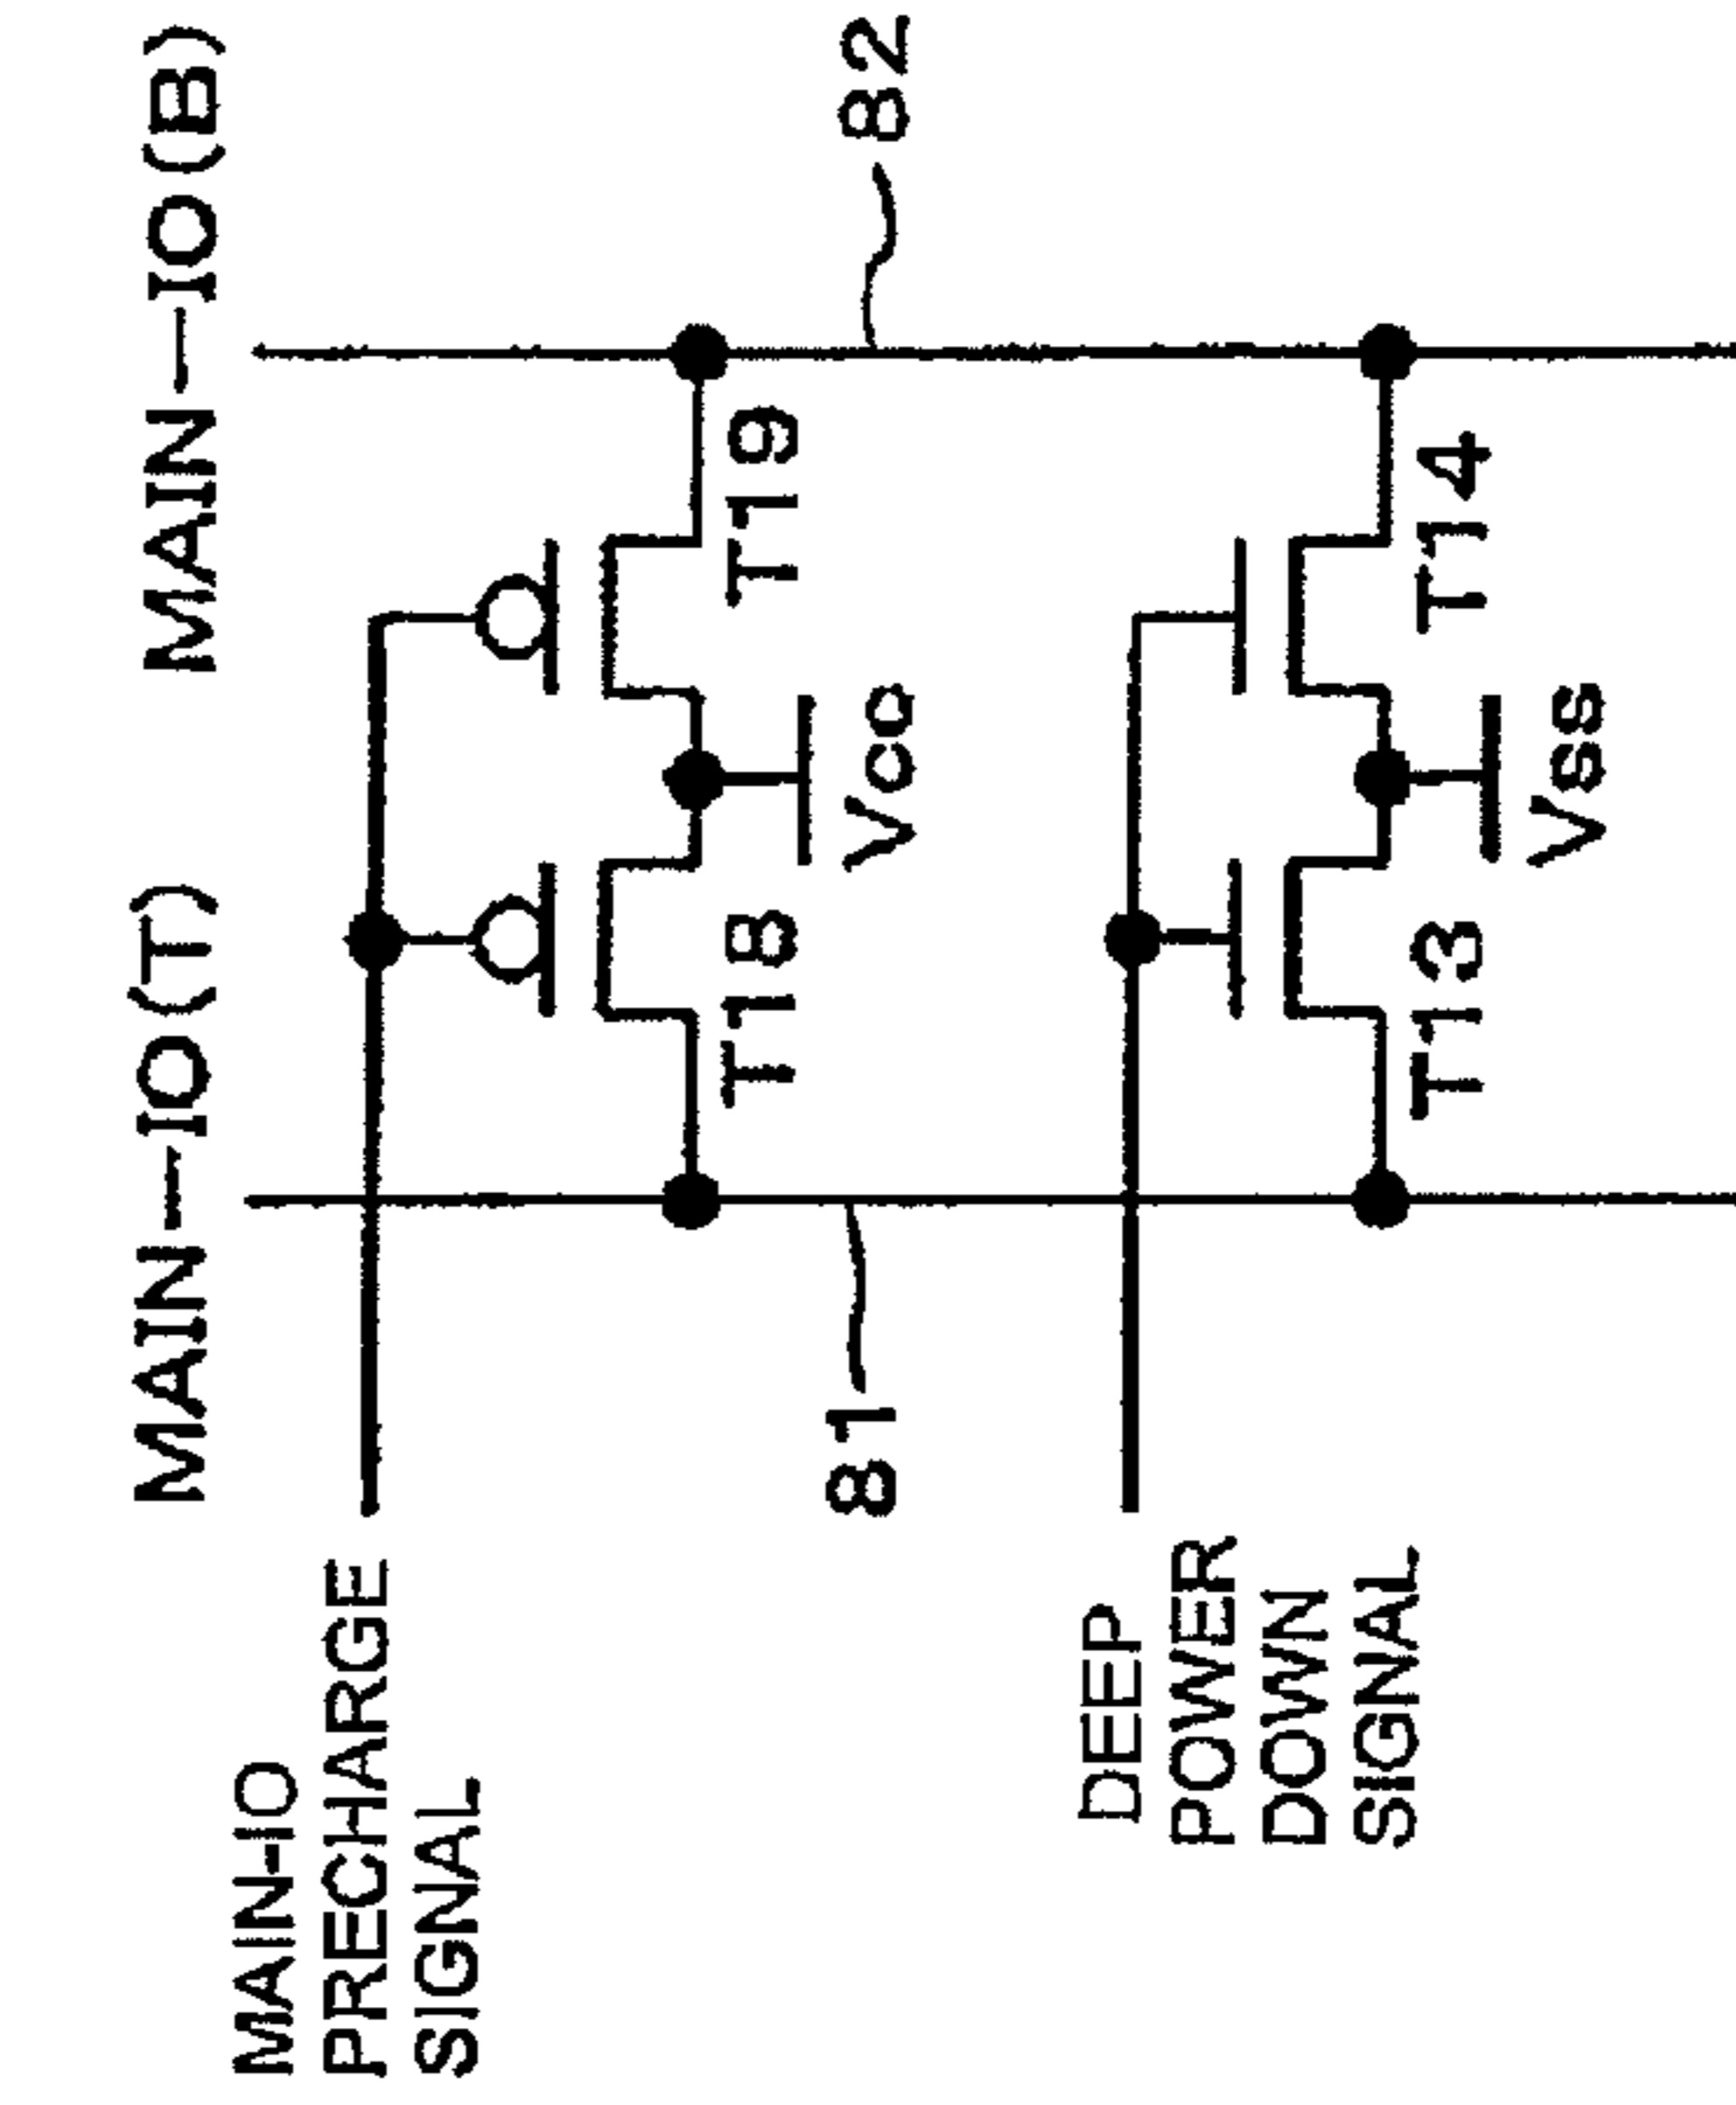 MAIN-IO(T)
MAIN-IO(B)
MAIN-IO
PRECHARGE
SIGNAL
T18
T19
Vcc
81
82
DEEP
POWER
DOWN
SIGNAL
T13
T14
Vss